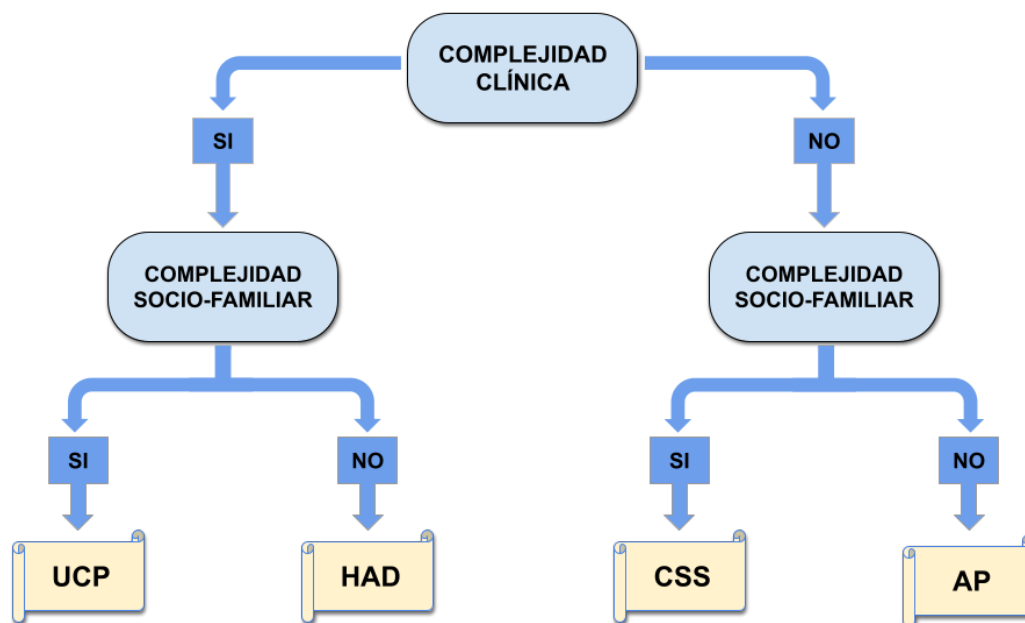 COMPLEJIDAD
CLÍNICA
SI
NO
COMPLEJIDAD
SOCIO-FAMILIAR
COMPLEJIDAD
SOCIO-FAMILIAR
SI
NO
SI
NO
UCP
HAD
CSS
AP